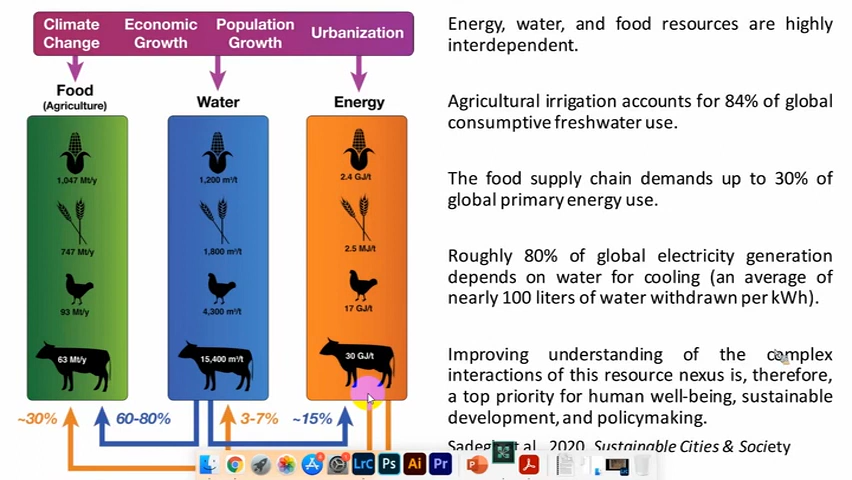 Climate Change
Economic Growth
Population Growth
Urbanization
Food
(Agriculture)
Water
Energy
1,047 Mt/y
1,200 m³/t
2.4 GJ/t
747 Mt/y
1,800 m³/t
2.5 MJ/t
93 Mt/y
4,300 m³/t
17 GJ/t
63 Mt/y
15,400 m³/t
30 GJ/t
~30%
60-80%
3-7%
~15%
Energy, water, and food resources are highly
interdependent.
Agricultural irrigation accounts for 84% of global
consumptive freshwater use.
The food supply chain demands up to 30% of
global primary energy use.
Roughly 80% of global electricity generation
depends on water for cooling (an average of
nearly 100 liters of water withdrawn per kWh).
Improving understanding of the complex
interactions of this resource nexus is, therefore,
a top priority for human well-being, sustainable
development, and policymaking.
2020 Sustainable Cities & Society
LrC
Ps
Ai
Pr